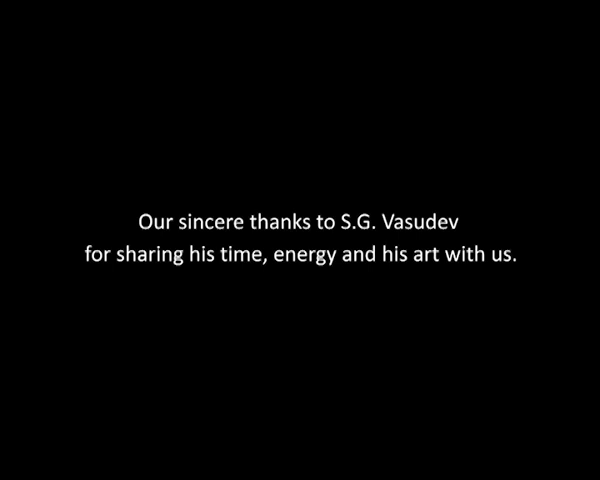 Our sincere thanks to S.G. Vasudev
for sharing his time, energy and his art with us.